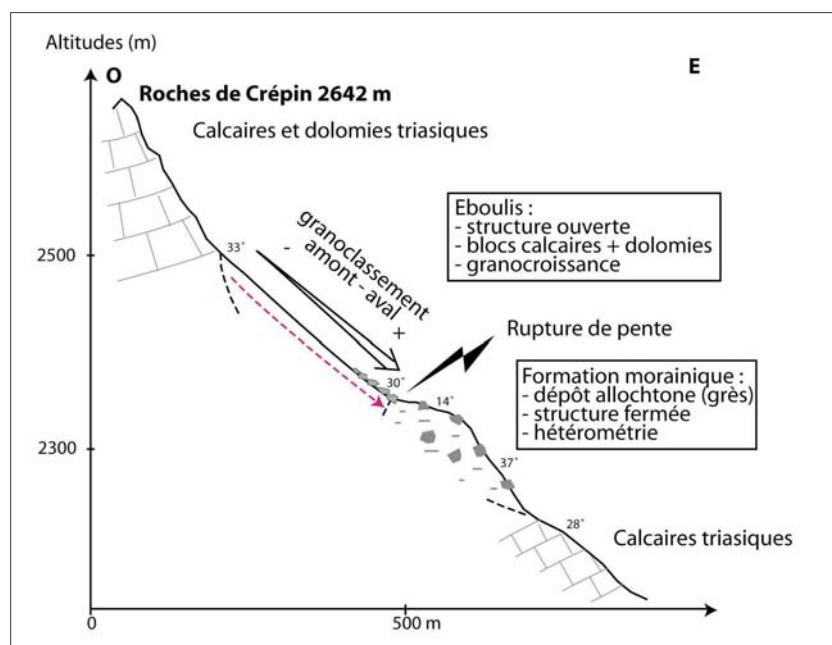 Altitudes (m)
O
E
Roches de Crépin 2642 m
Calcaires et dolomies triasiques
33°
granoclassement
-
amont - aval
+
Eboulis :
- structure ouverte
- blocs calcaires + dolomies
- granocroissance
2500
Rupture de pente
30°
14°
Formation morainique :
- dépôt allochtone (grès)
- structure fermée
- hétérométrie
2300
37°
28°
Calcaires triasiques
0
500 m